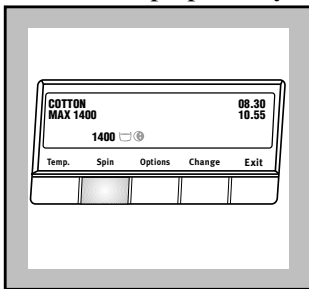 COTTON 08.30
MAX 1400 10.55
1400
Temp. Spin Options Change Exit